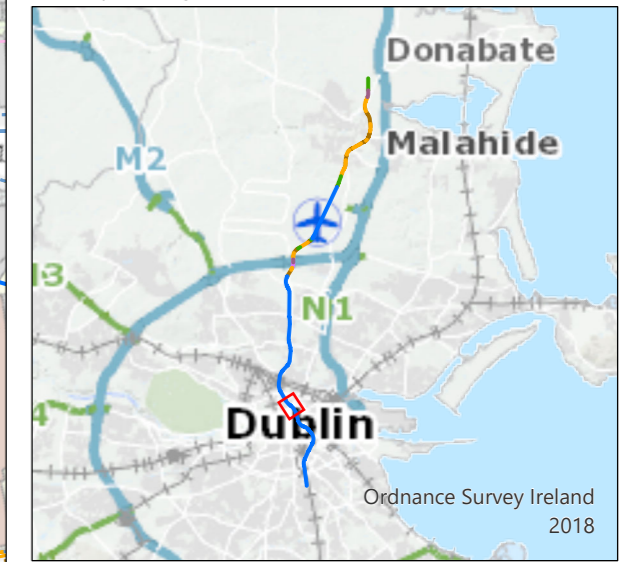 Donabate
Malahide
M2
N1
Dublin
Ordnance Survey Ireland
2018